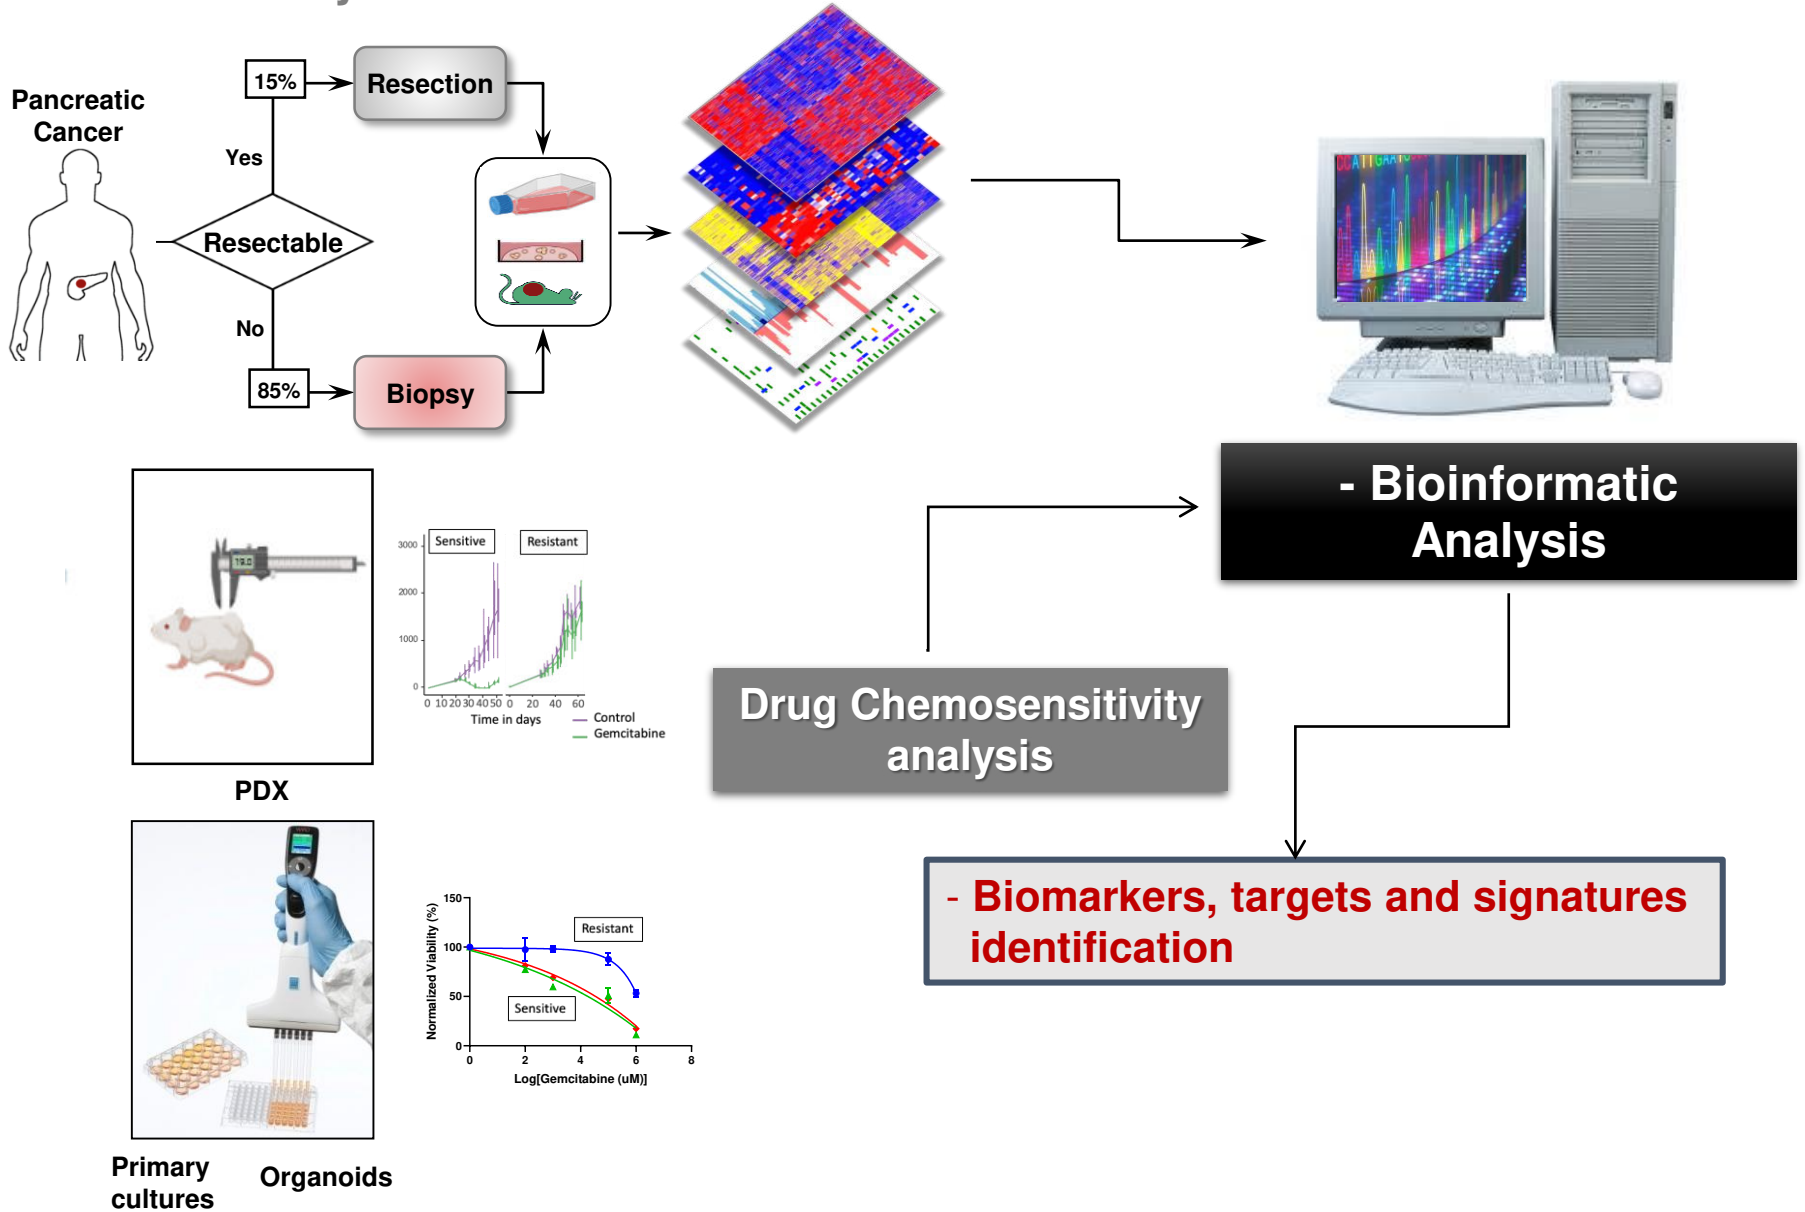 Pancreatic
Cancer
15%
Resection
Yes
Resectable
No
85%
Biopsy
- Bioinformatic
Analysis
Sensitive
Resistant
3000
2000
1000
0
0 10 20 30 40 50
0 20 40 60
Time in days
Control
Gemcitabine
PDX
Drug Chemosensitivity
analysis
- Biomarkers, targets and signatures
identification
150
100
50
0
0 2 4 6 8
Normalized Viability (%)
Resistant
Sensitive
Log[Gemcitabine (uM)]
Primary
cultures
Organoids